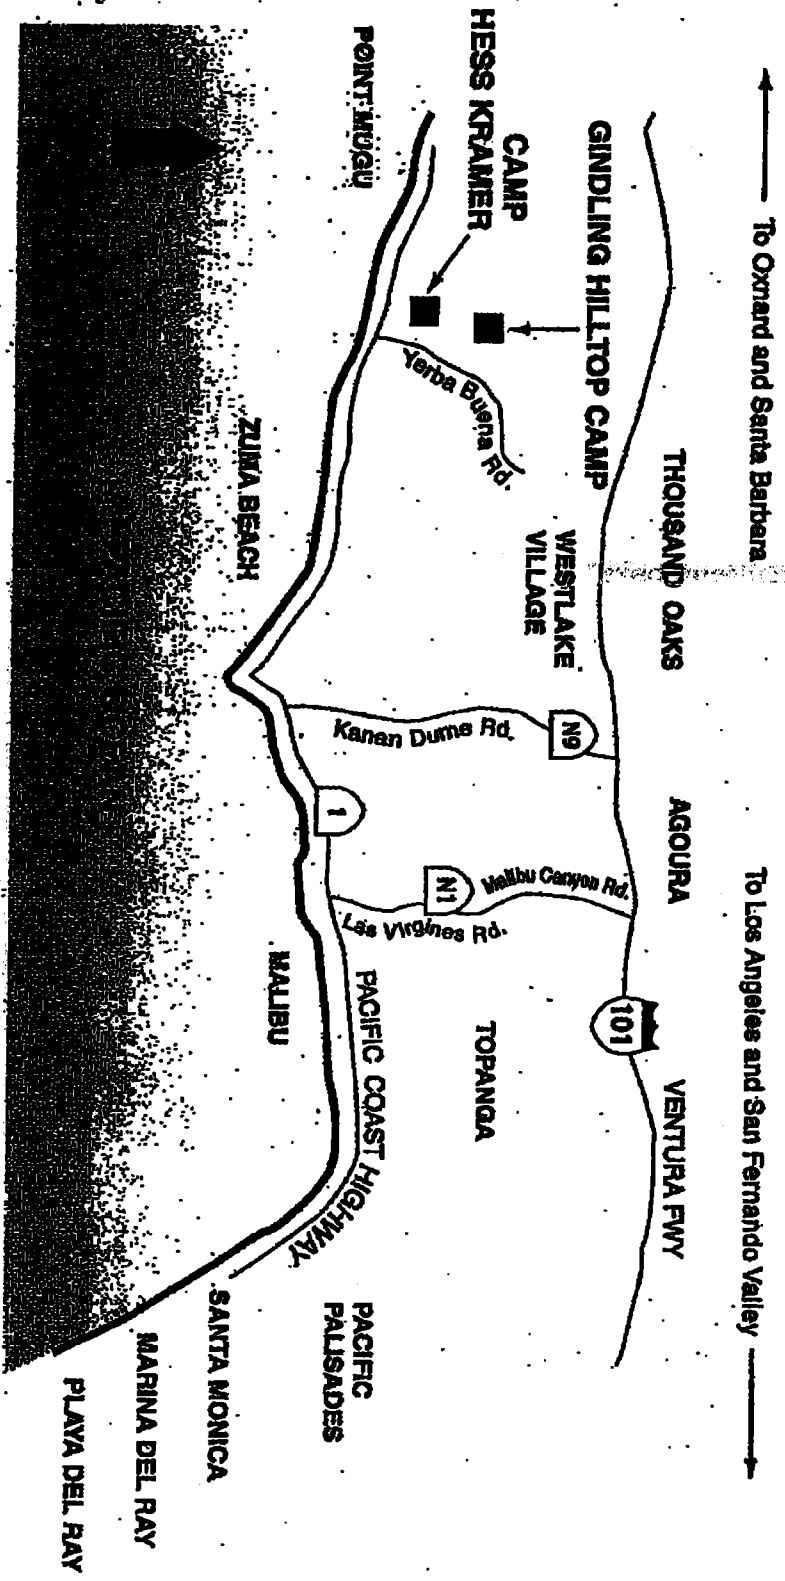 To Oxnard and Santa Barbara
To Los Angeles and San Fernando Valley
THOUSAND OAKS
AGOURA
VENTURA FWY
101
GINDLING HILLTOP CAMP
CAMP
HESS KRAMER
WESTLAKE
VILLAGE
N9
Malibu Canyon Rd.
N1
TOPANGA
Yerba Buena Rd.
Kanan Dume Rd.
Las Virgines Rd.
POINT MUGU
1
PACIFIC COAST HIGHWAY
PACIFIC
PALISADES
ZUMA BEACH
MALIBU
SANTA MONICA
MARINA DEL RAY
PLAYA DEL RAY